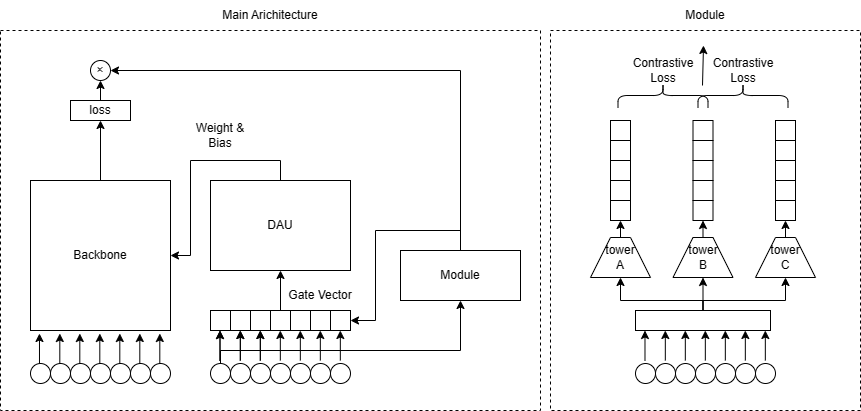 Main Arichitecture
Module
×
loss
Weight &
Bias
Backbone
DAU
Gate Vector
Module
Contrastive
Loss
Contrastive
Loss
tower
A
tower
B
tower
C